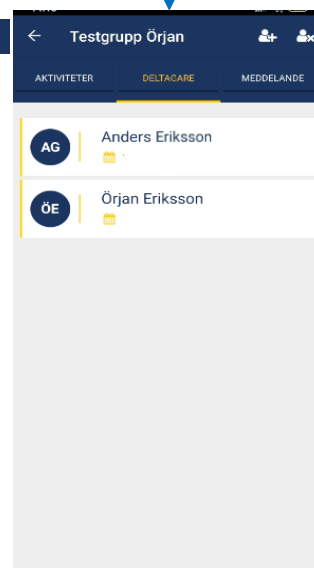 Testgrupp Örjan
AKTIVITETER DELTAGARE MEDDELANDE
AG Anders Eriksson
ÖE Örjan Eriksson